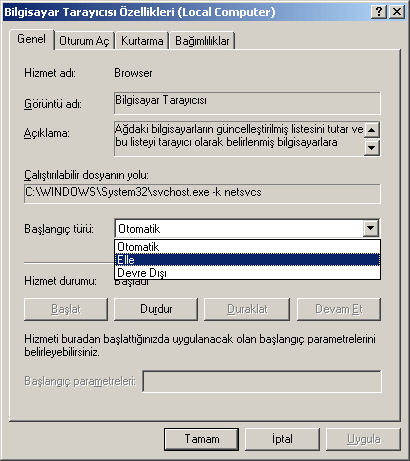 Bilgisayar Tarayıcısı Özellikleri (Local Computer)
Genel Oturum Aç Kurtarma Bağımlılıklar
Hizmet adı: Browser
Görüntü adı: Bilgisayar Tarayıcısı
Açıklama: Ağdaki bilgisayarların güncelleştirilmiş listesini tutar ve
bu listeyi tarayıcı olarak belirlenmiş bilgisayarlara
Çalıştırılabilir dosyanın yolu:
C:\WINDOWS\System32\svchost.exe -k netsvcs
Başlangıç türü: Otomatik
Otomatik
Elle
Devre Dışı
Hizmet durumu: Başladı
Başlat Durdur Duraklat Devam Et
Hizmeti buradan başlattığınızda uygulanacak olan başlangıç parametrelerini
belirleyebilirsiniz.
Başlangıç parametreleri:
Tamam İptal Uygula